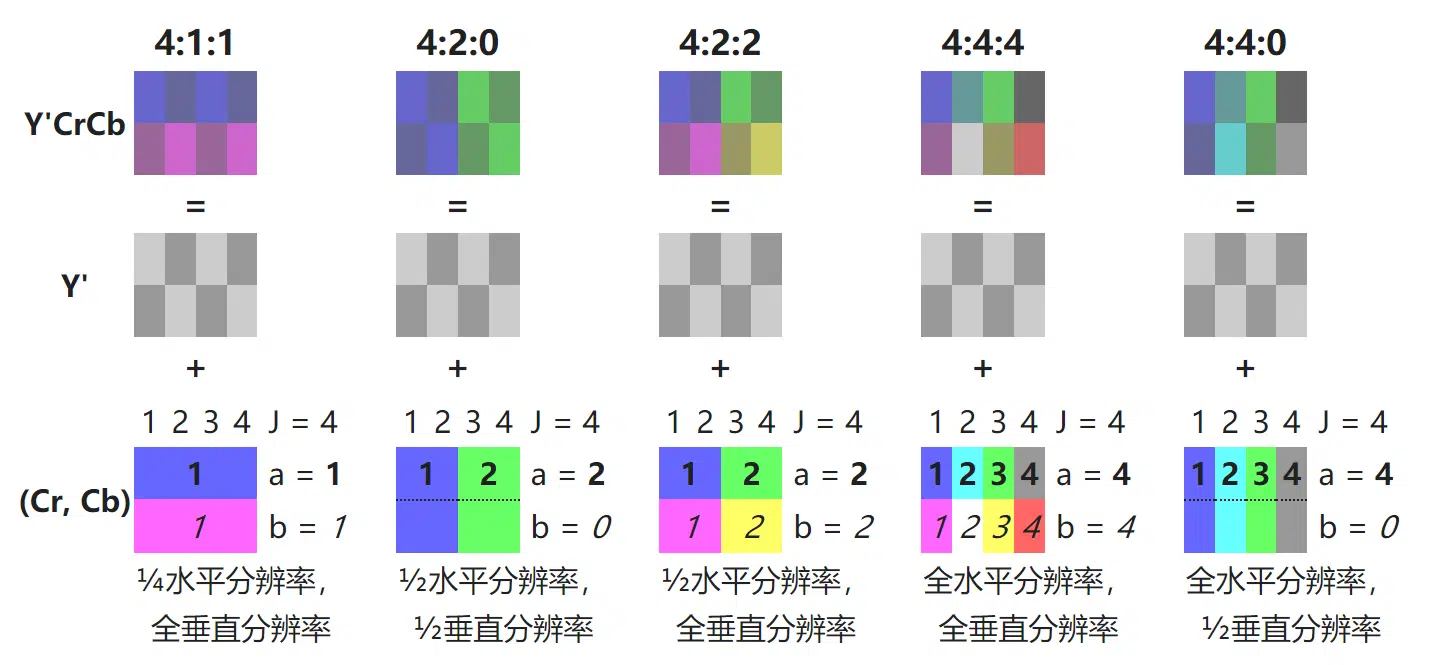 4:1:1 4:2:0 4:2:2 4:4:4 4:4:0
Y'CrCb
= = = = =
Y'
+ + + + +
1 2 3 4 J = 4 1 2 3 4 J = 4 1 2 3 4 J = 4 1 2 3 4 J = 4 1 2 3 4 J = 4
1 a = 1 1 2 a = 2 1 2 a = 2 1 2 3 4 a = 4 1 2 3 4 a = 4
(Cr, Cb)
1 b = 1 b = 0 1 2 b = 2 1 2 3 4 b = 4 b = 0
¼水平分辨率, ½水平分辨率, ½水平分辨率, 全水平分辨率, 全水平分辨率,
全垂直分辨率 ½垂直分辨率 全垂直分辨率 全垂直分辨率 ½垂直分辨率